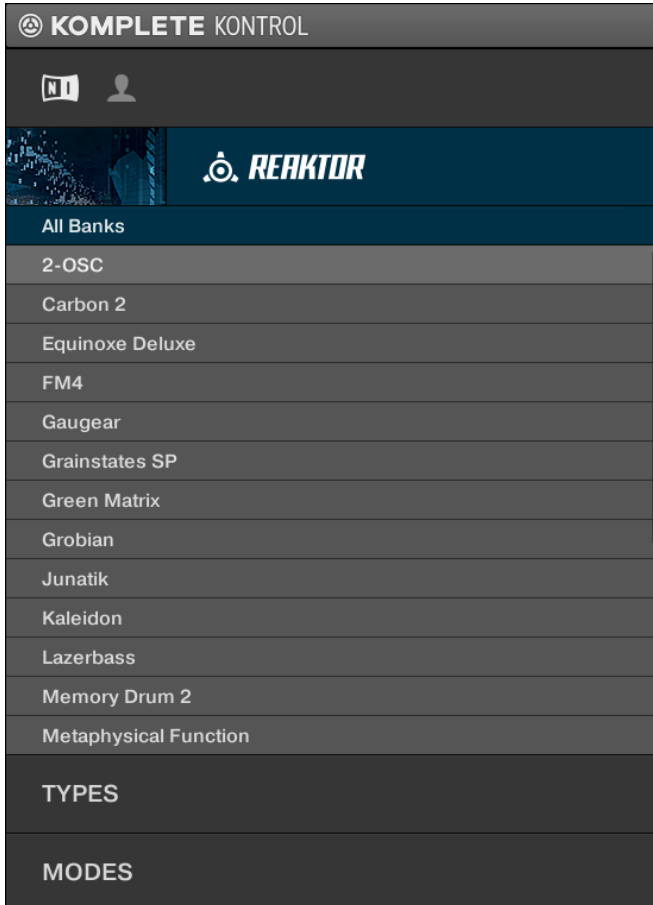 KOMPLETE KONTROL
NI
REAKTOR
All Banks
2-OSC
Carbon 2
Equinoxe Deluxe
FM4
Gaugear
Grainstates SP
Green Matrix
Grobian
Junatik
Kaleidon
Lazerbass
Memory Drum 2
Metaphysical Function
TYPES
MODES